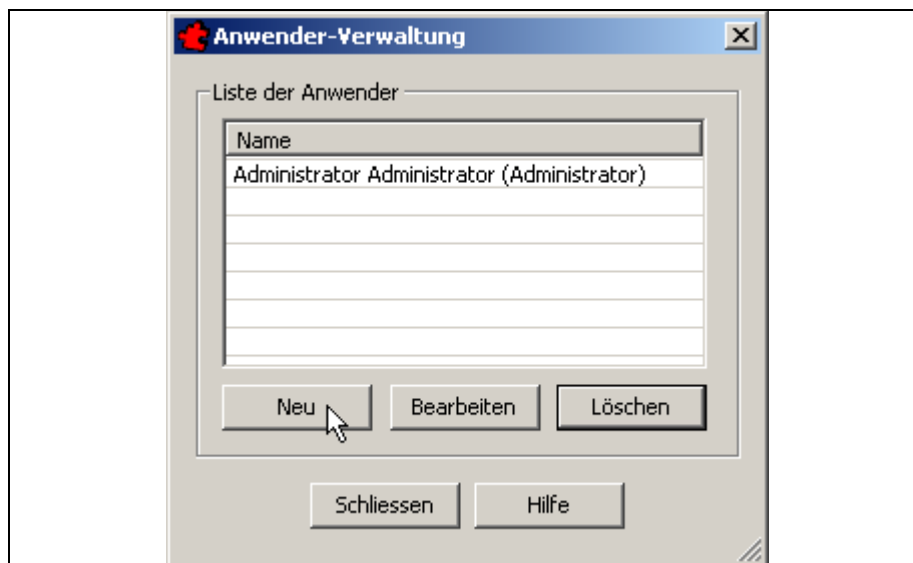 Anwender-Verwaltung
Liste der Anwender
Name
Administrator Administrator (Administrator)
Neu Bearbeiten Löschen
Schliessen Hilfe